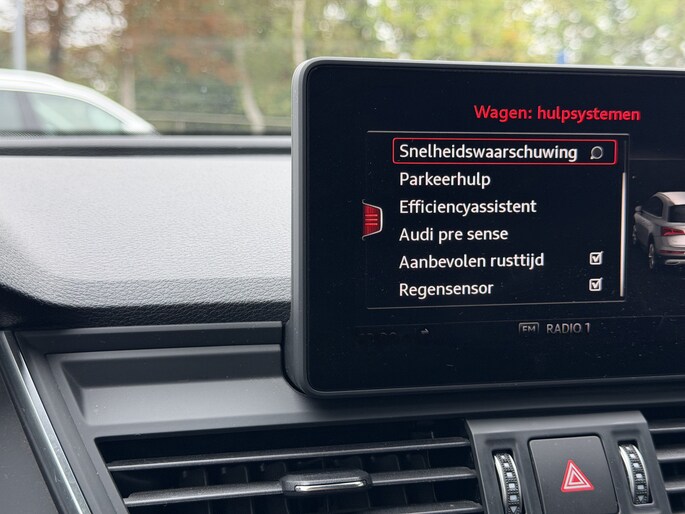 Wagen: hulpsystemen
Snelheidswaarschuwing
Parkeerhulp
Efficiencyassistent
Audi pre sense
Aanbevolen rusttijd
Regensensor
FM RADIO 1